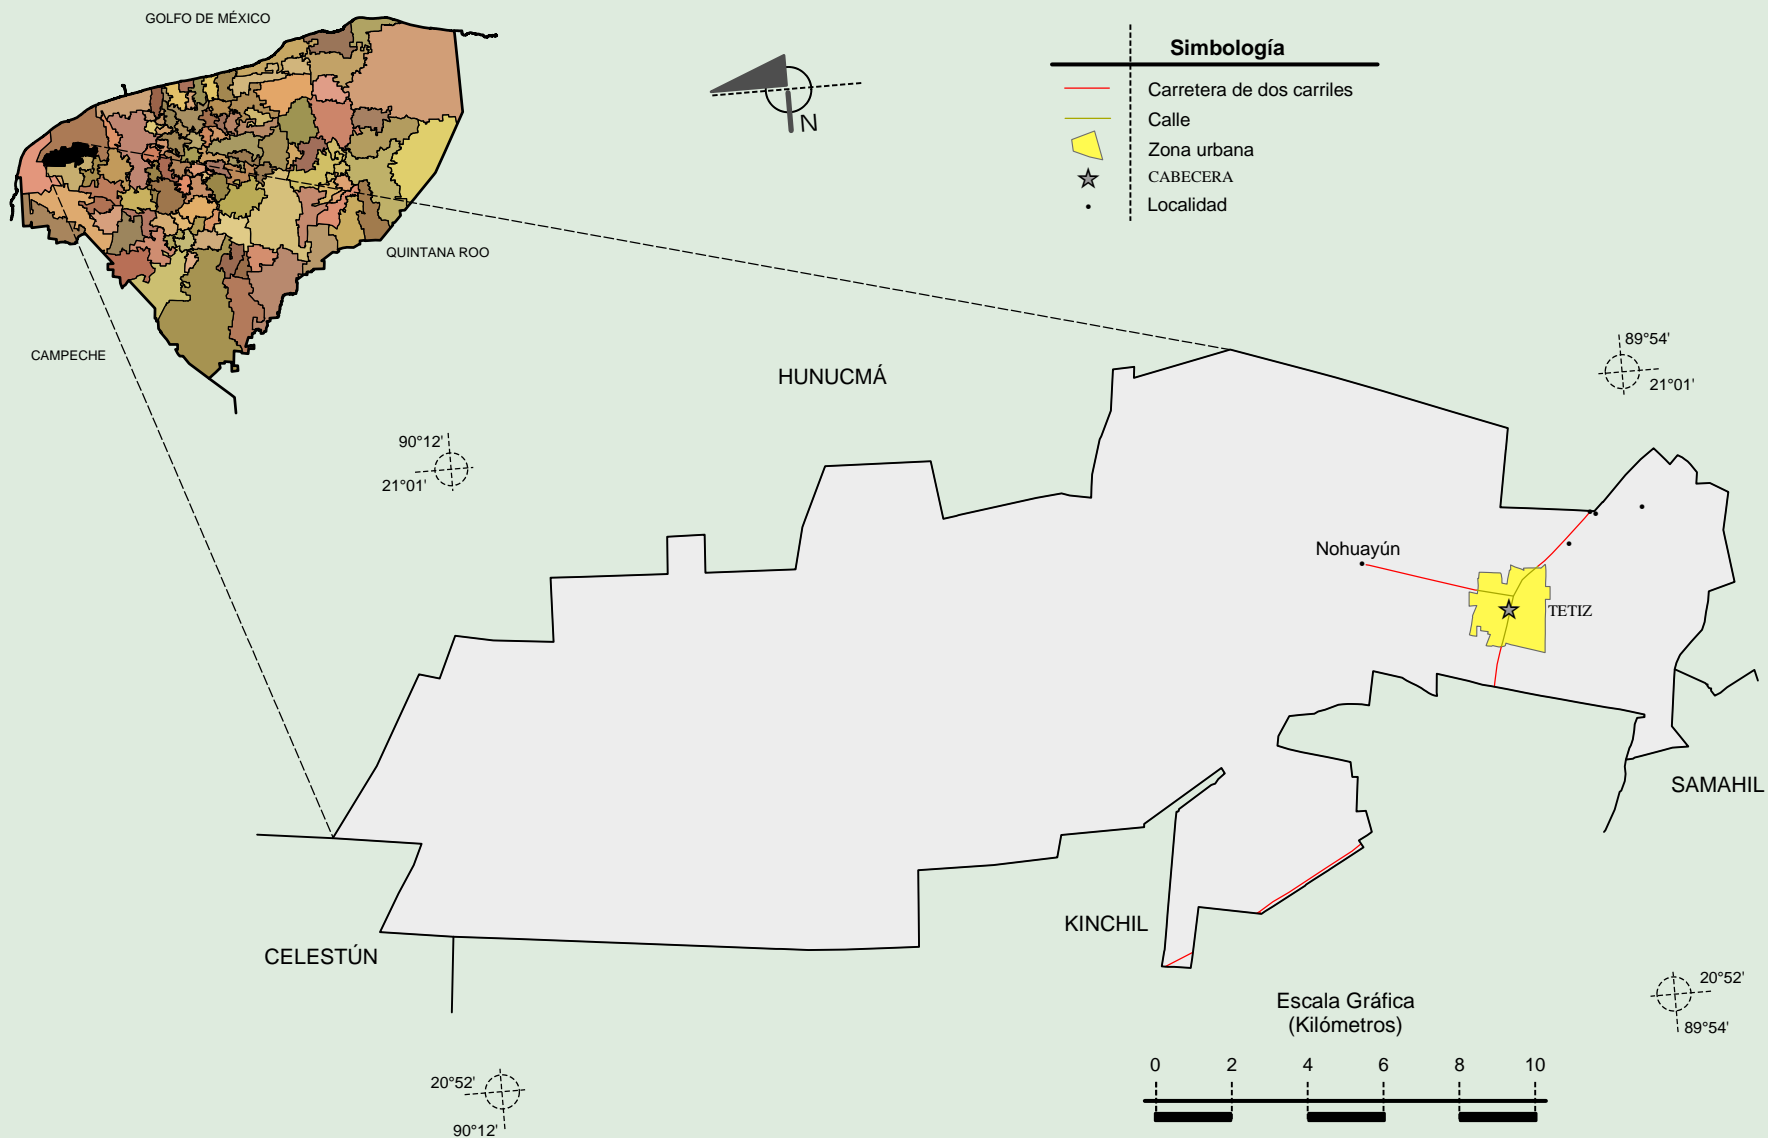 GOLFO DE MÉXICO
QUINTANA ROO
CAMPECHE
N
Simbología
Carretera de dos carriles
Calle
Zona urbana
CABECERA
Localidad
HUNUCMÁ
89°54'
21°01'
90°12'
21°01'
Nohuayún
TETIZ
SAMAHIL
KINCHIL
CELESTÚN
20°52'
89°54'
Escala Gráfica
(Kilómetros)
0 2 4 6 8 10
20°52'
90°12'